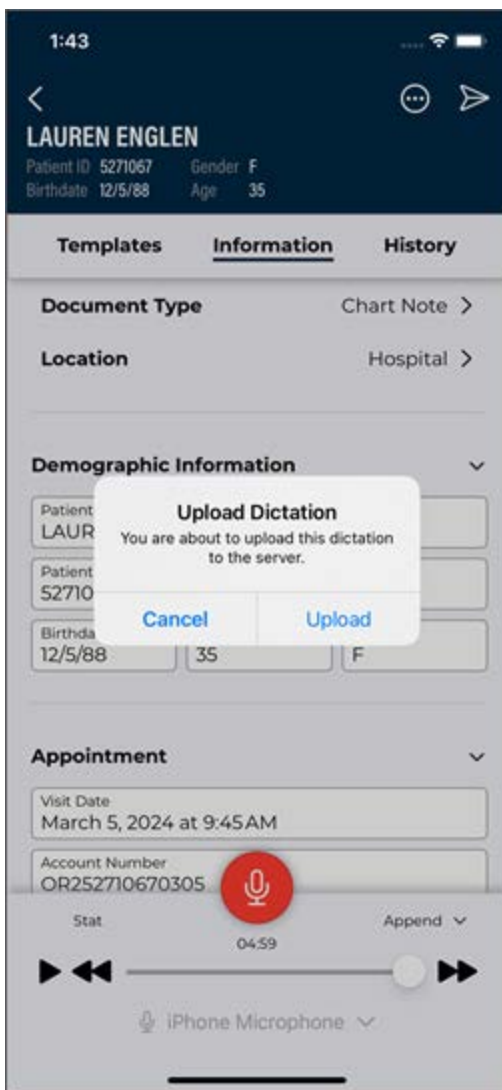 1:43
LAUREN ENGLEN
Patient ID 5271067 Gender F
Birthdate 12/5/88 Age 35
Templates Information History
Document Type Chart Note
Location Hospital
Demographic Information
Patient
LAUR
Upload Dictation
You are about to upload this dictation
to the server.
Patient
52710
Cancel Upload
Birthda
12/5/88 35 F
Appointment
Visit Date
March 5, 2024 at 9:45 AM
Account Number
OR252710670305
Stat Append
04:59
iPhone Microphone